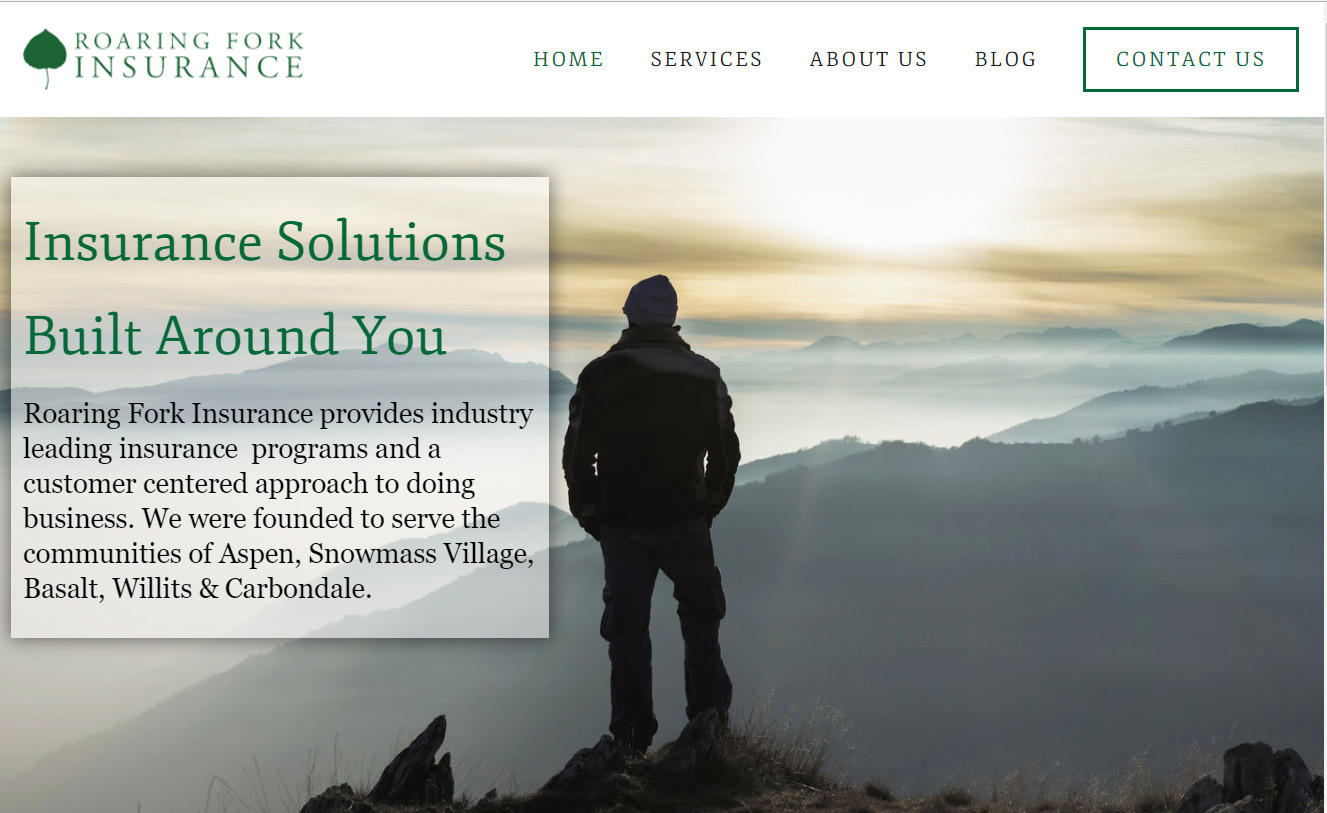 ROARING FORK
INSURANCE
HOME SERVICES ABOUT US BLOG CONTACT US
Insurance Solutions
Built Around You
Roaring Fork Insurance provides industry
leading insurance  programs and a
customer centered approach to doing
business. We were founded to serve the
communities of Aspen, Snowmass Village,
Basalt, Willits & Carbondale.